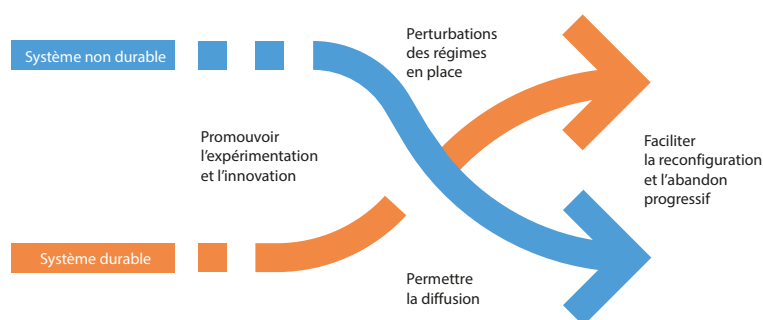 Système non durable
Perturbations
des régimes
en place
Promouvoir
l'expérimentation
et l'innovation
Faciliter
la reconfiguration
et l'abandon
progressif
Système durable
Permettre
la diffusion